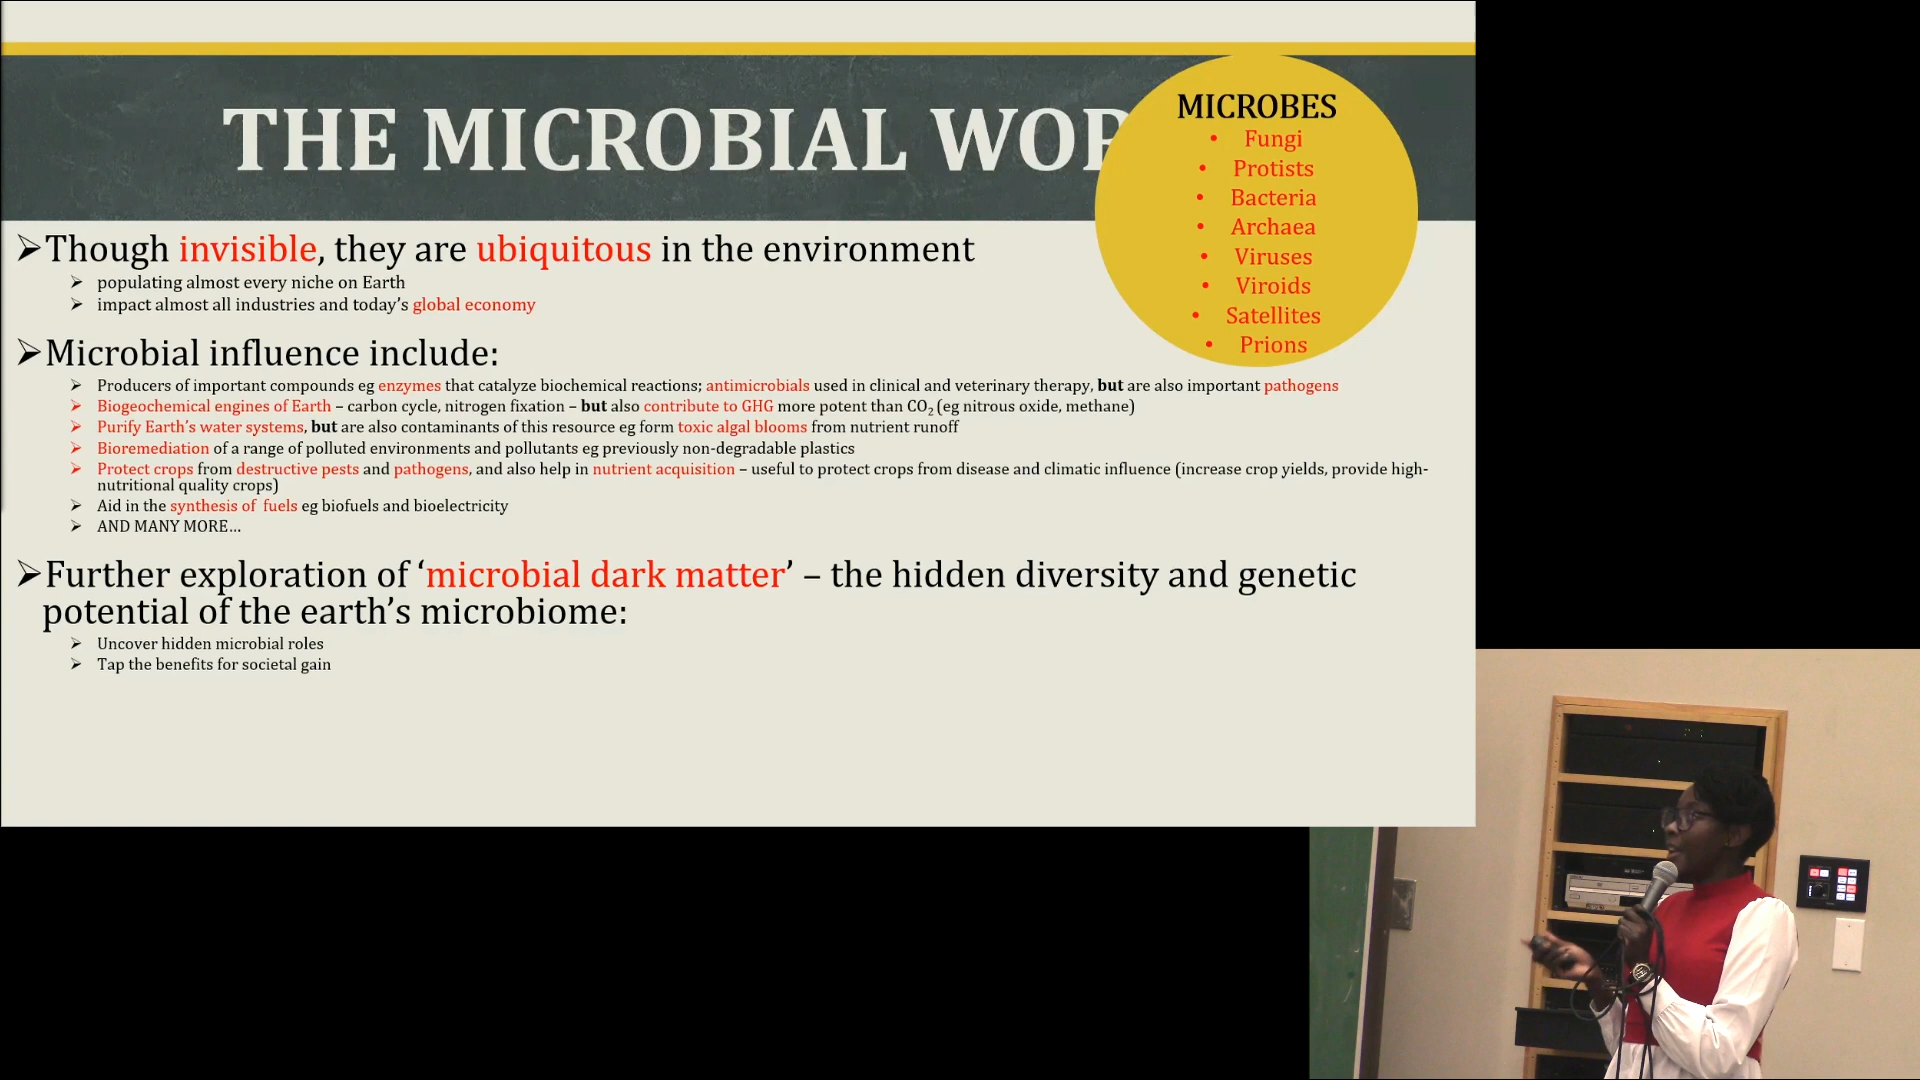 THE MICROBIAL WOR
MICROBES
• Fungi
• Protists
• Bacteria
• Archaea
• Viruses
• Viroids
• Satellites
• Prions
➢Though invisible, they are ubiquitous in the environment
➢ populating almost every niche on Earth
➢ impact almost all industries and today’s global economy
➢Microbial influence include:
➢ Producers of important compounds eg enzymes that catalyze biochemical reactions; antimicrobials used in clinical and veterinary therapy, but are also important pathogens
➢ Biogeochemical engines of Earth – carbon cycle, nitrogen fixation – but also contribute to GHG more potent than CO₂ (eg nitrous oxide, methane)
➢ Purify Earth’s water systems, but are also contaminants of this resource eg form toxic algal blooms from nutrient runoff
➢ Bioremediation of a range of polluted environments and pollutants eg previously non-degradable plastics
➢ Protect crops from destructive pests and pathogens, and also help in nutrient acquisition – useful to protect crops from disease and climatic influence (increase crop yields, provide high-
nutritional quality crops)
➢ Aid in the synthesis of fuels eg biofuels and bioelectricity
➢ AND MANY MORE…
➢Further exploration of ‘microbial dark matter’ – the hidden diversity and genetic
potential of the earth’s microbiome:
➢ Uncover hidden microbial roles
➢ Tap the benefits for societal gain